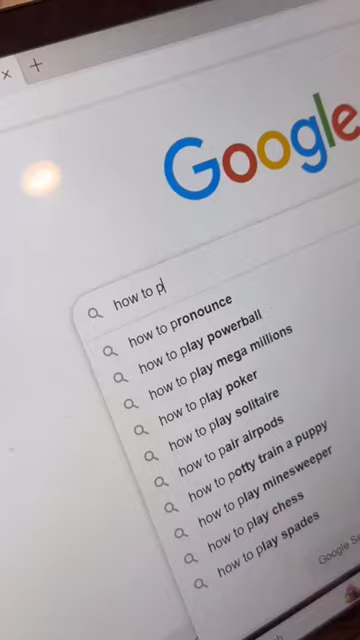 Google
how to p
how to pronounce
how to play powerball
how to play mega millions
how to play poker
how to play solitaire
how to pair airpods
how to potty train a puppy
how to play minesweeper
how to play chess
how to play spades
Google Se